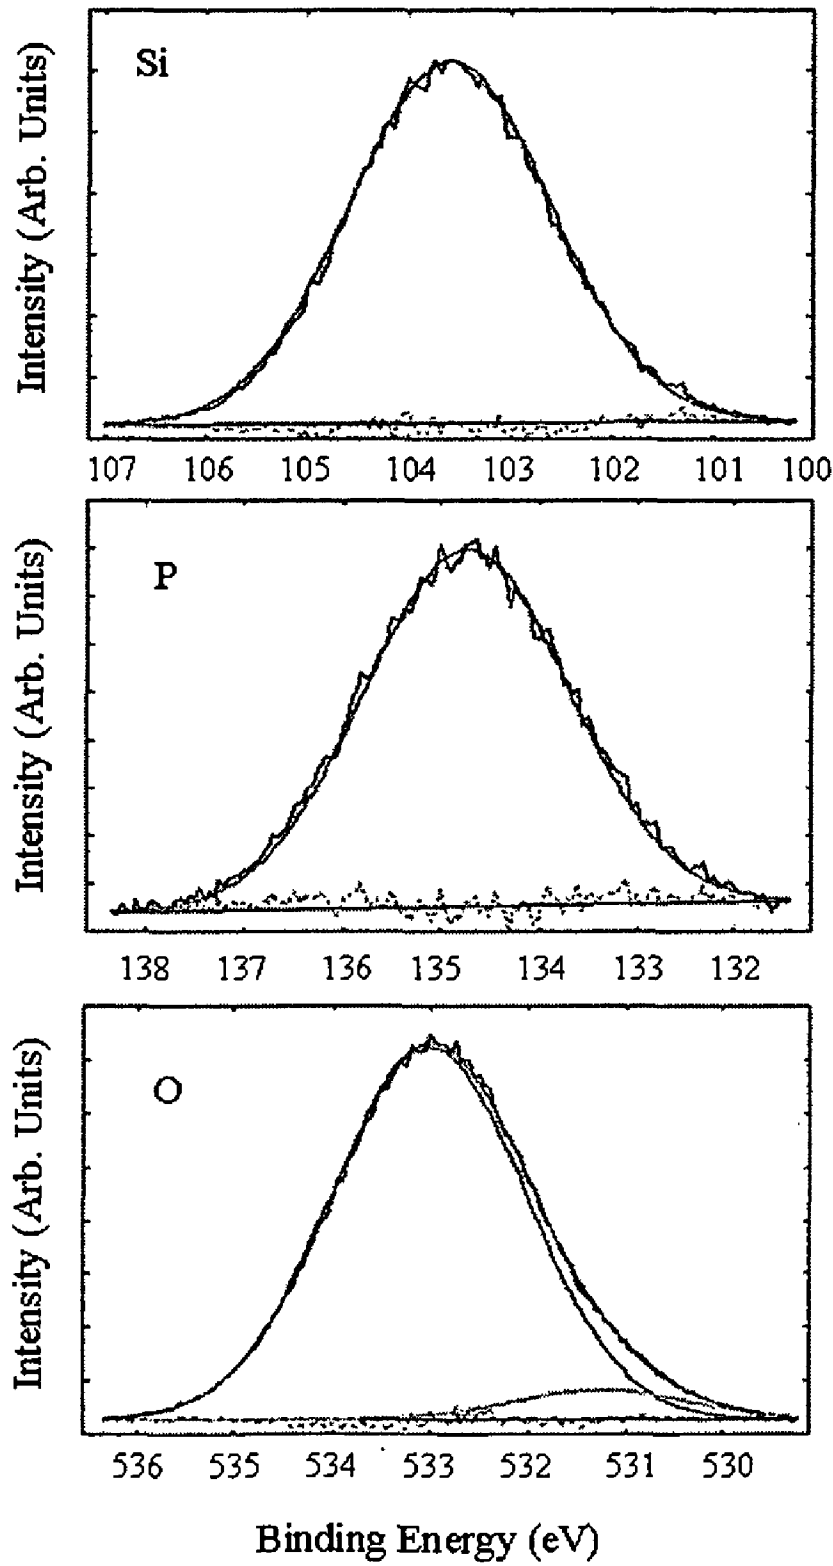 Si
Intensity (Arb. Units)
107 106 105 104 103 102 101 100
P
Intensity (Arb. Units)
138 137 136 135 134 133 132
O
Intensity (Arb. Units)
536 535 534 533 532 531 530
Binding Energy (eV)